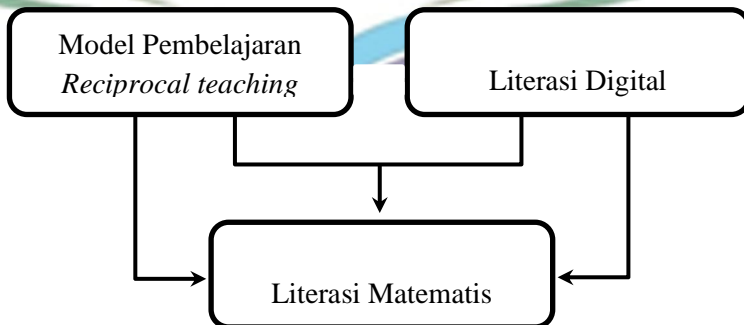 Model Pembelajaran
Reciprocal teaching
Literasi Digital
Literasi Matematis